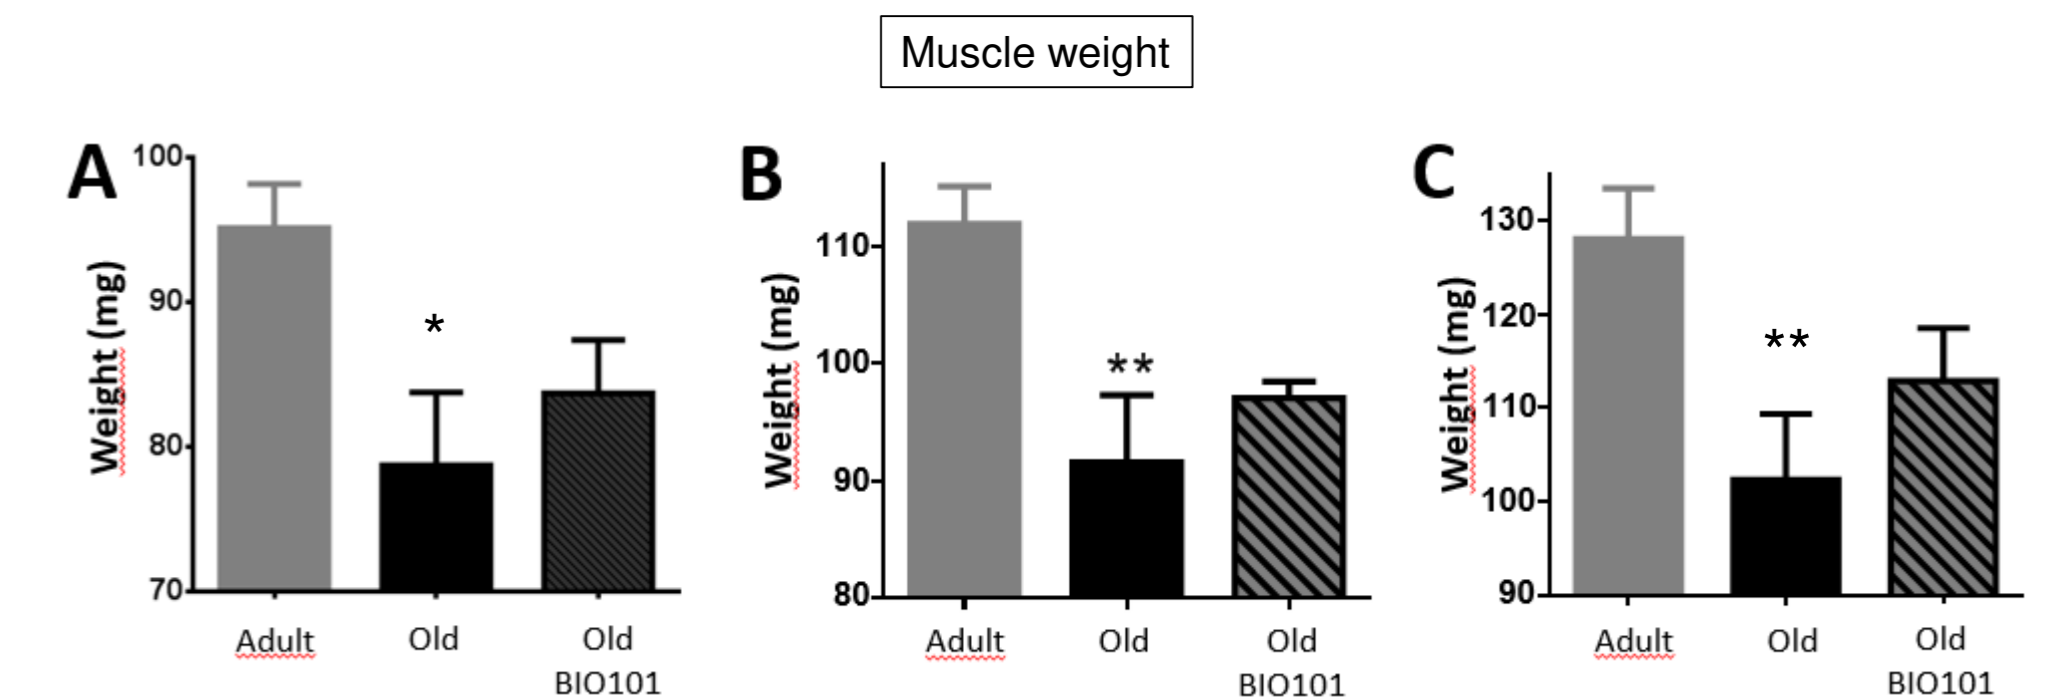 Muscle weight
A
100
90
80
70
Weight (mg)
*
Adult
Old
Old
BIO101
B
110
100
90
80
Weight (mg)
**
Adult
Old
Old
BIO101
C
130
120
110
100
90
Weight (mg)
**
Adult
Old
Old
BIO101